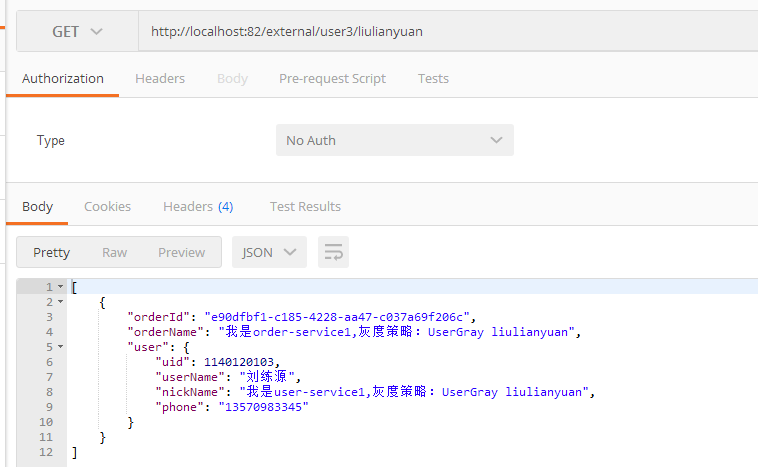 GET http://localhost:82/external/user3/liulianyuan
Authorization Headers Body Pre-request Script Tests
Type No Auth
Body Cookies Headers (4) Test Results
Pretty Raw Preview JSON
1 [
2 {
3 "orderId": "e90dfbf1-c185-4228-aa47-c037a69f206c",
4 "orderName": "我是order-service1,灰度策略：UserGray liulianyuan",
5 "user": {
6 "uid": 1140120103,
7 "userName": "刘练源",
8 "nickName": "我是user-service1,灰度策略：UserGray liulianyuan",
9 "phone": "13570983345"
10 }
11 }
12 ]